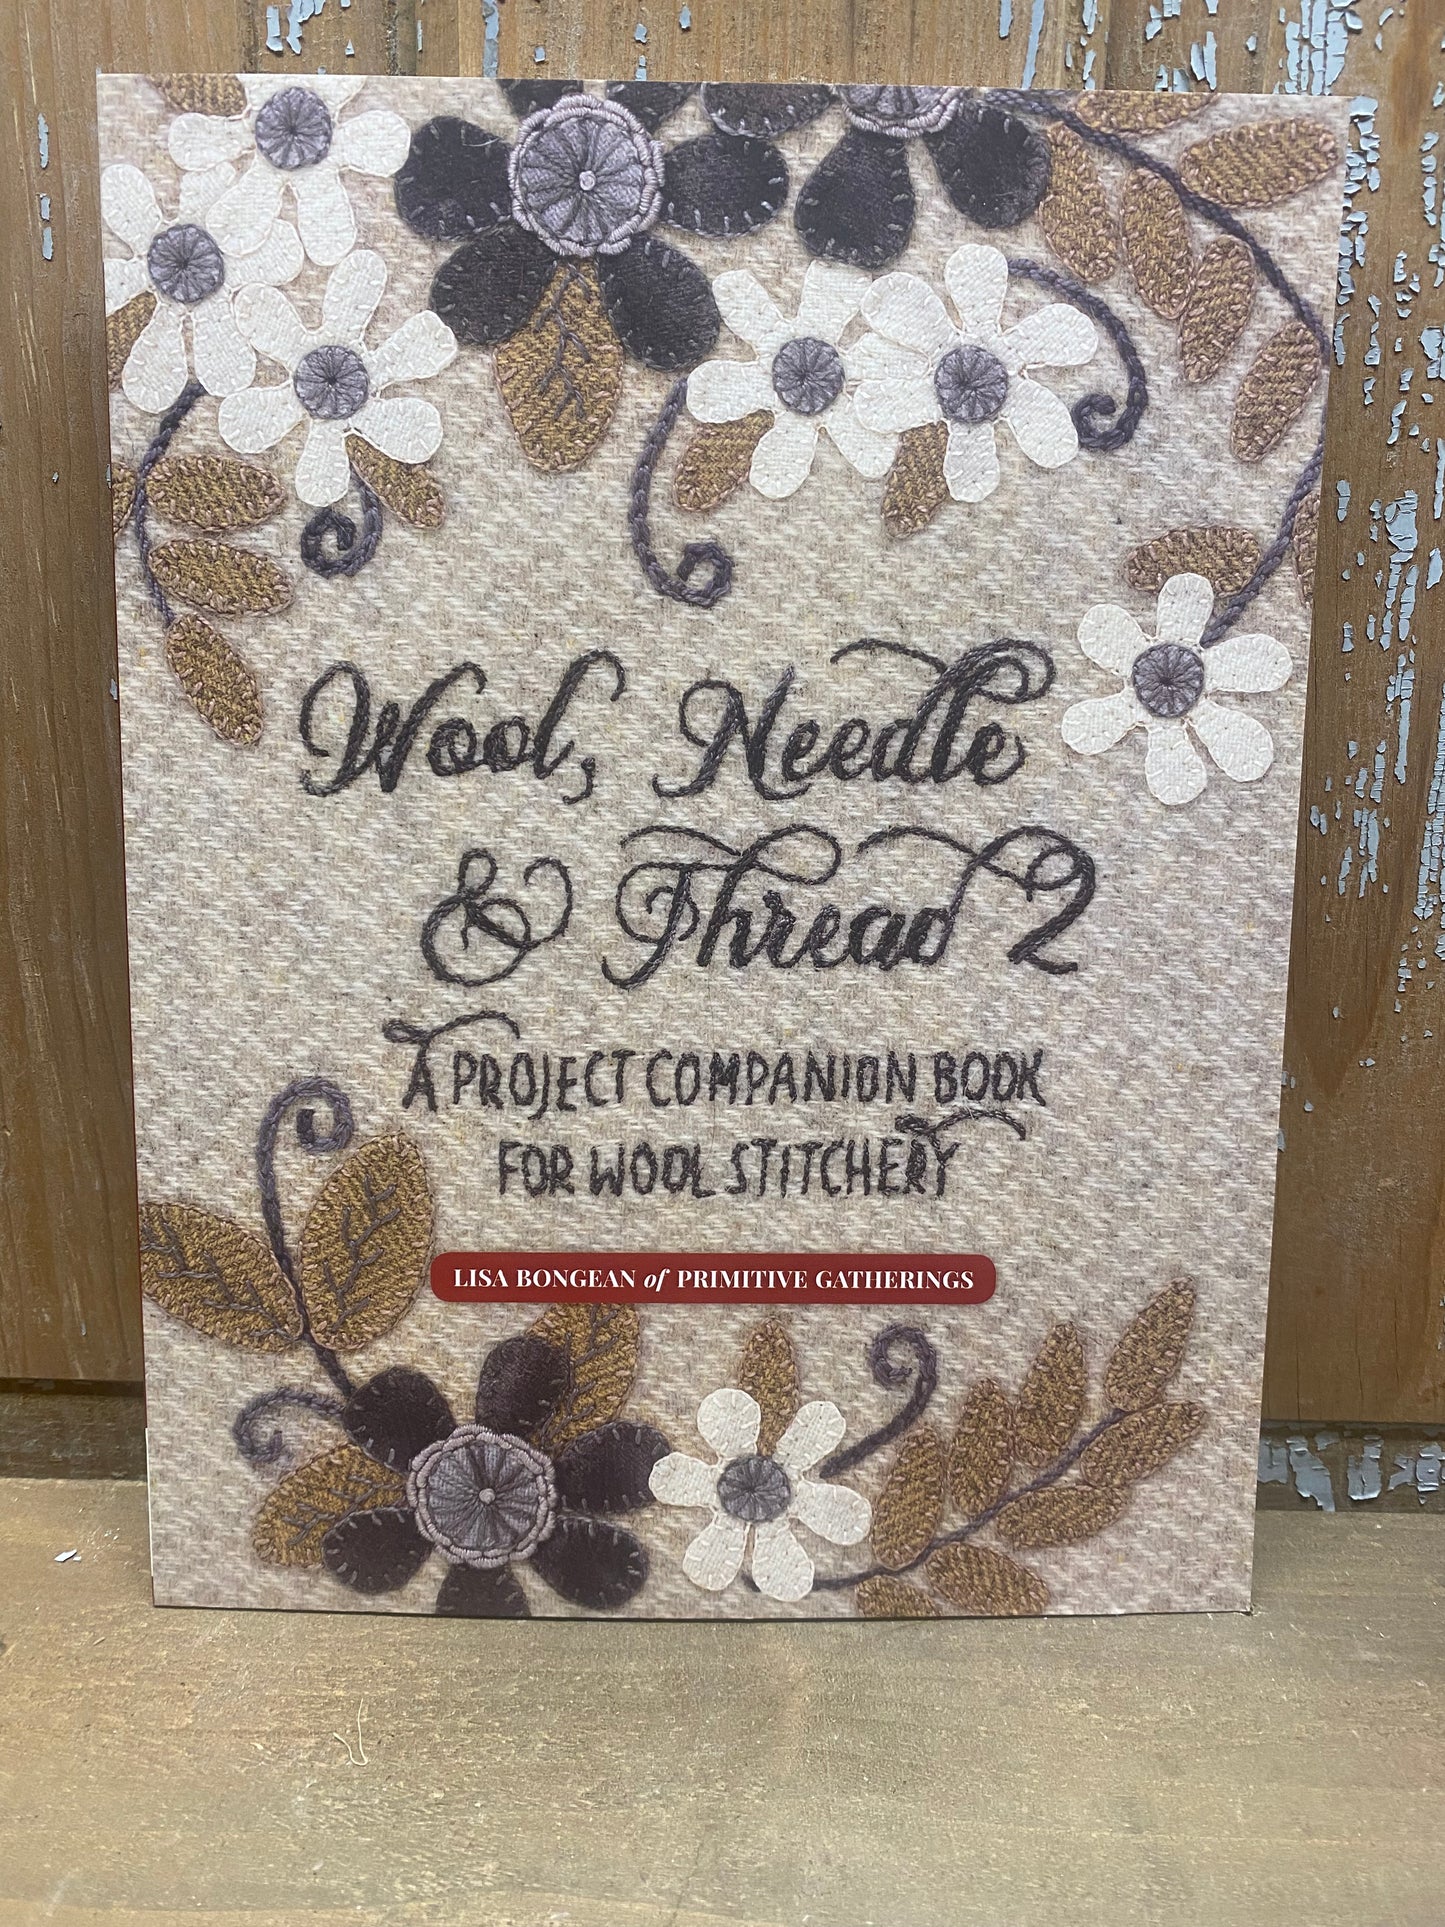 Wool, Needle
& Thread 2
A PROJECT COMPANION BOOK
FOR WOOL STITCHERY
LISA BONGEAN of PRIMITIVE GATHERINGS